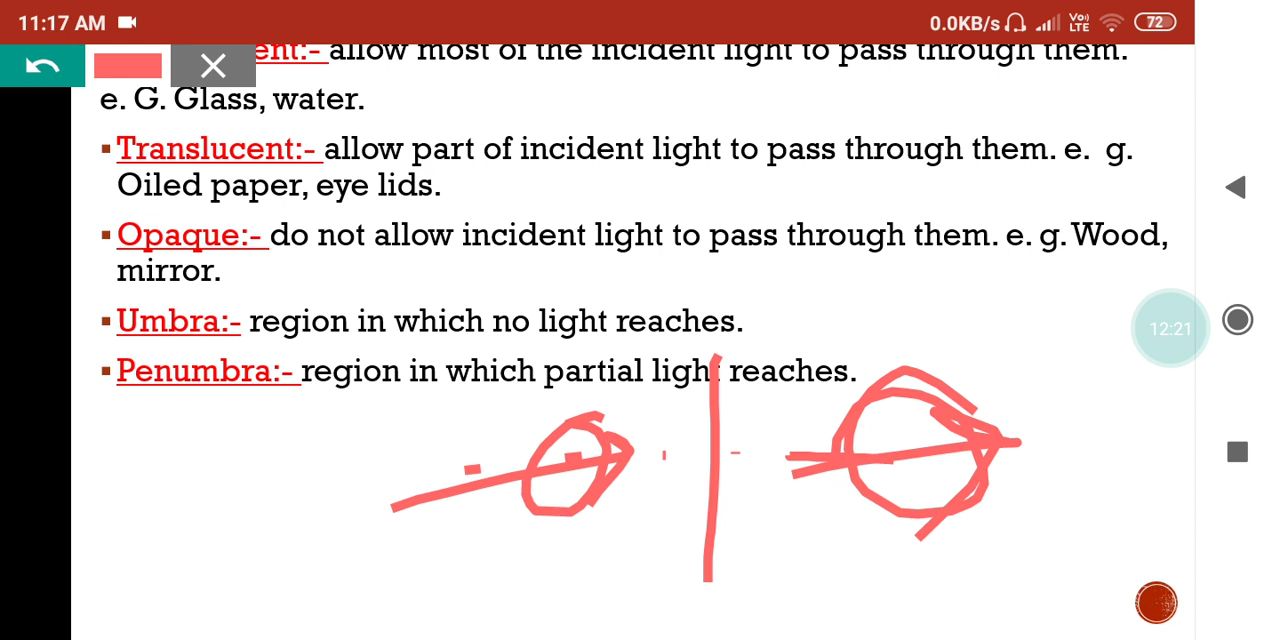 11:17 AM 0.0KB/s Vo) LTE 72
ent:- allow most of the incident light to pass through them.
e. G. Glass, water.
▪ Translucent:- allow part of incident light to pass through them. e. g.
Oiled paper, eye lids.
▪ Opaque:- do not allow incident light to pass through them. e. g. Wood,
mirror.
▪ Umbra:- region in which no light reaches.
12:21
▪ Penumbra:- region in which partial light reaches.